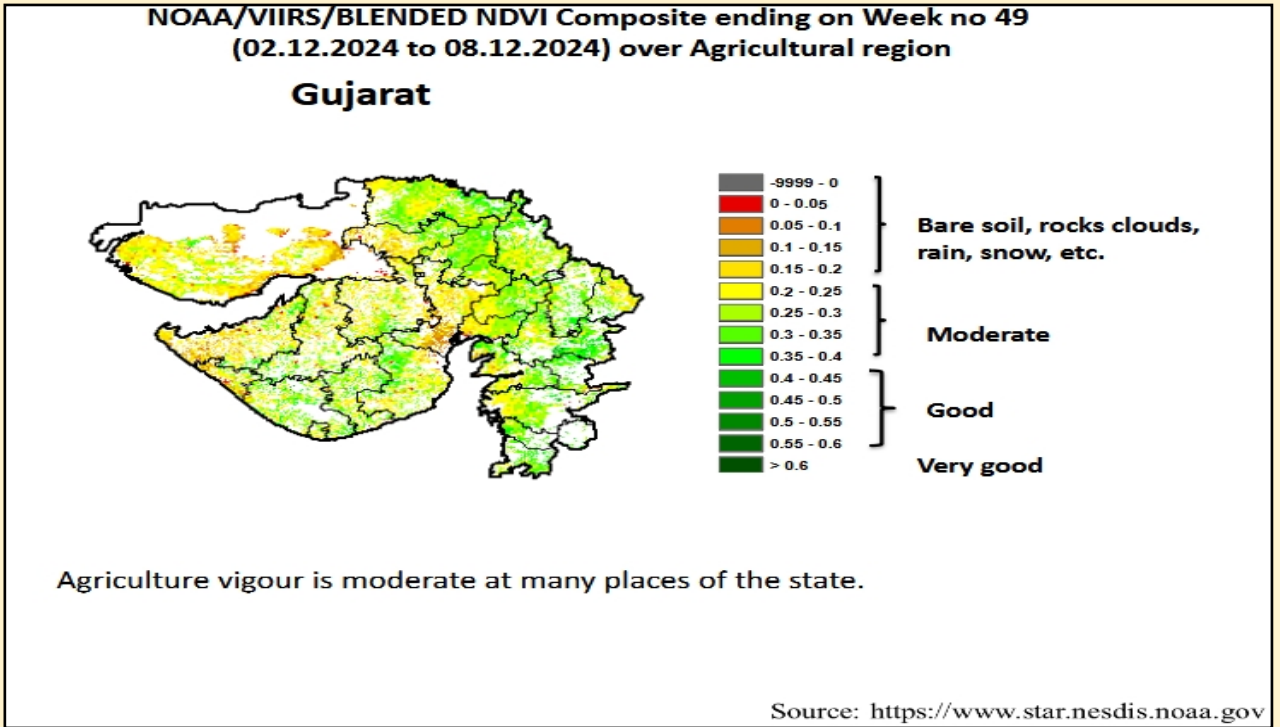 NOAA/VIIRS/BLENDED NDVI Composite ending on Week no 49
(02.12.2024 to 08.12.2024) over Agricultural region
Gujarat
-9999 - 0
0 - 0.05
0.05 - 0.1
0.1 - 0.15
0.15 - 0.2
Bare soil, rocks clouds,
rain, snow, etc.
0.2 - 0.25
0.25 - 0.3
0.3 - 0.35
0.35 - 0.4
Moderate
0.4 - 0.45
0.45 - 0.5
0.5 - 0.55
0.55 - 0.6
Good
> 0.6
Very good
Agriculture vigour is moderate at many places of the state.
Source: https://www.star.nesdis.noaa.gov